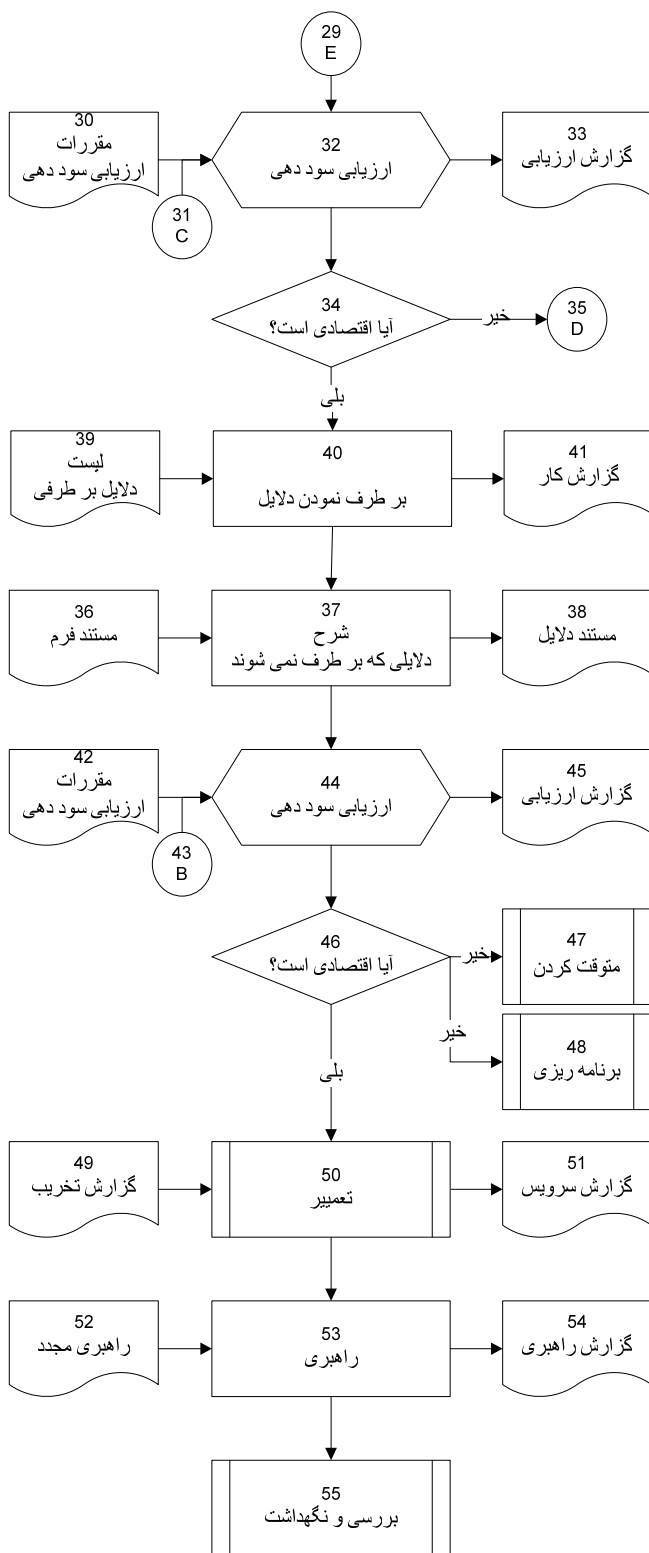 29
E
30
مقررات
ارزیابی سود دهی
31
C
32
ارزیابی سود دهی
33
گزارش ارزیابی
34
آیا اقتصادی است؟
خیر
35
D
بلی
39
لیست
دلایل بر طرفی
40
بر طرف نمودن دلایل
41
گزارش کار
36
مستند فرم
37
شرح
دلایلی که بر طرف نمی شوند
38
مستند دلایل
42
مقررات
ارزیابی سود دهی
43
B
44
ارزیابی سود دهی
45
گزارش ارزیابی
46
آیا اقتصادی است؟
خیر
47
متوقت کردن
خیر
48
برنامه ریزی
بلی
49
گزارش تخریب
50
تعمییر
51
گزارش سرویس
52
راهبری مجدد
53
راهبری
54
گزارش راهبری
55
بررسی و نگهداشت